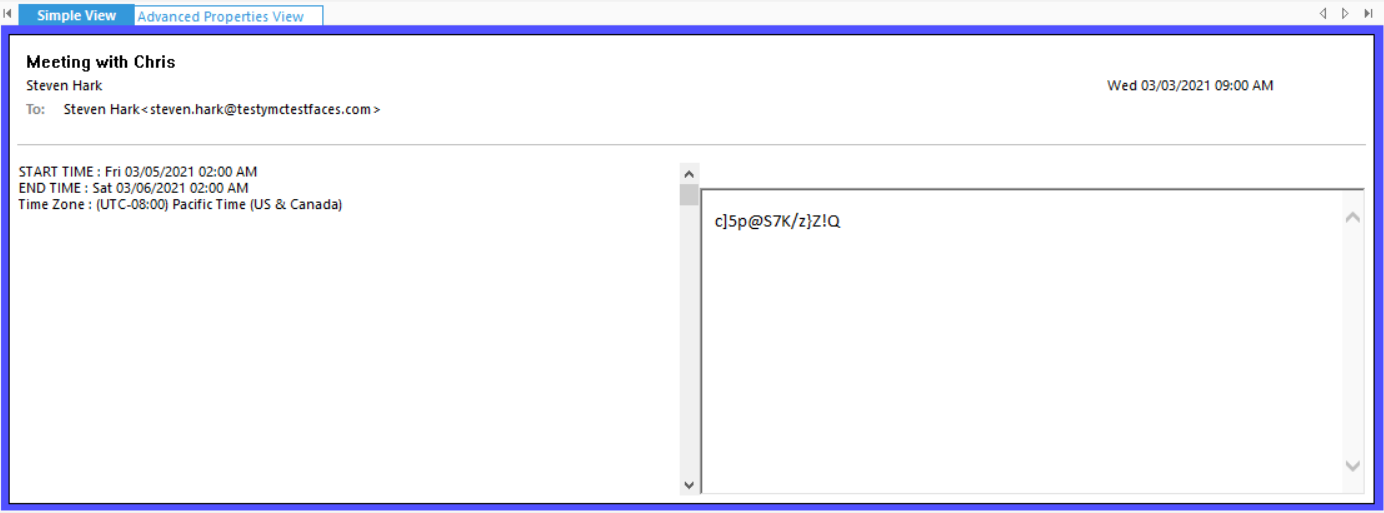 Simple View Advanced Properties View
Meeting with Chris
Steven Hark Wed 03/03/2021 09:00 AM
To: Steven Hark<steven.hark@testymctestfaces.com>
START TIME : Fri 03/05/2021 02:00 AM
END TIME : Sat 03/06/2021 02:00 AM
Time Zone : (UTC-08:00) Pacific Time (US & Canada)
c]5p@S7K/z}Z!Q